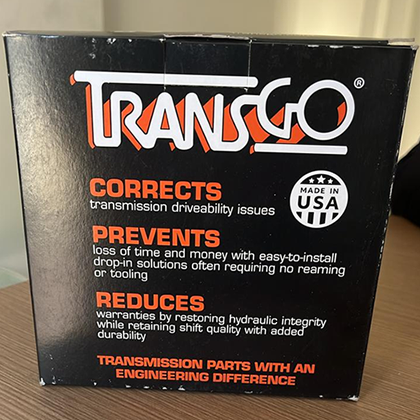 TRANSGO®
CORRECTS
transmission driveability issues
MADE IN
USA
PREVENTS
loss of time and money with easy-to-install
drop-in solutions often requiring no reaming
or tooling
REDUCES
warranties by restoring hydraulic integrity
while retaining shift quality with added
durability
TRANSMISSION PARTS WITH AN
ENGINEERING DIFFERENCE